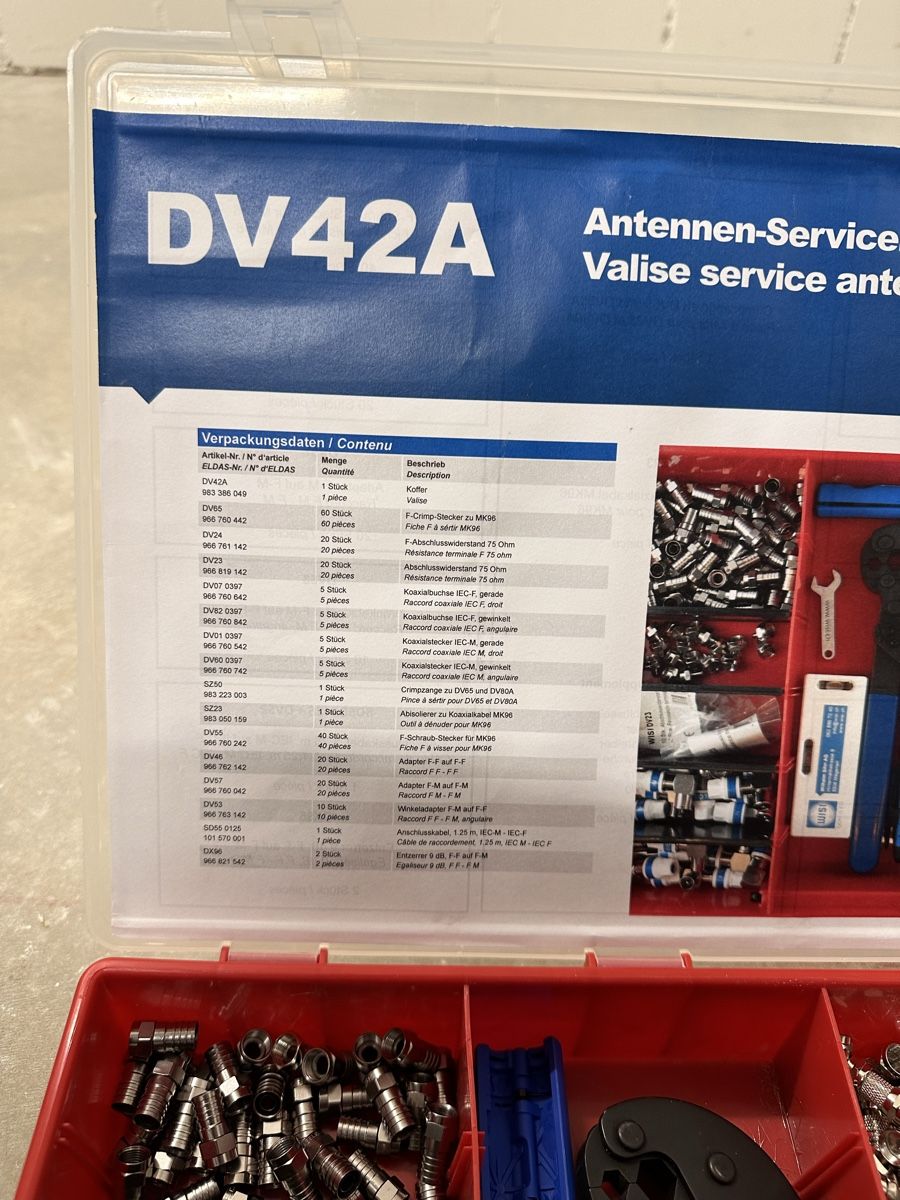 DV42A
Antennen-Service
Valise service ante
Verpackungsdaten / Contenu
Artikel-Nr. / N° d'article Menge Beschrieb
ELDAS-Nr. / N° d'ELDAS Quantité Description
DV42A 1 Stück Koffer
983 386 049 1 pièce Valise
DV65 60 Stück F-Crimp-Stecker zu MK96
966 760 442 60 pièces Fiche F à sértir MK96
DV24 20 Stück F-Abschlusswiderstand 75 Ohm
966 761 142 20 pièces Résistance terminale F 75 ohm
DV23 20 Stück Abschlusswiderstand 75 Ohm
966 819 142 20 pièces Résistance terminale 75 ohm
DV07 0397 5 Stück Koaxialbuchse IEC-F, gerade
966 760 642 5 pièces Raccord coaxiale IEC F, droit
DV82 0397 5 Stück Koaxialbuchse IEC-F, gewinkelt
966 760 842 5 pièces Raccord coaxiale IEC F, angulaire
DV01 0397 5 Stück Koaxialstecker IEC-M, gerade
966 760 542 5 pièces Raccord coaxiale IEC M, droit
DV60 0397 5 Stück Koaxialstecker IEC-M, gewinkelt
966 760 742 5 pièces Raccord coaxiale IEC M, angulaire
SZ50 1 Stück Crimpzange zu DV65 und DV80A
983 223 003 1 pièce Pince à sértir pour DV65 et DV80A
SZ23 1 Stück Abisolierer zu Koaxialkabel MK96
983 050 159 1 pièce Outil à dénuder pour MK96
DV55 40 Stück F-Schraub-Stecker für MK96
966 760 242 40 pièces Fiche F à visser pour MK96
DV46 20 Stück Adapter F-F auf F-F
966 762 142 20 pièces Raccord F F - F F
DV57 20 Stück Adapter F-M auf F-M
966 760 042 20 pièces Raccord F M - F M
DV53 10 Stück Winkeladapter F-M auf F-F
966 763 142 10 pièces Raccord F F - F M, angulaire
SD55 0125 1 Stück Anschlusskabel, 1.25 m, IEC-M - IEC-F
101 570 001 1 pièce Câble de raccordement, 1.25 m, IEC M - IEC F
DX96 2 Stück Entzerrer 9 dB, F-F auf F-M
966 821 542 2 pièces Egaliseur 9 dB, F F - F M
WISI DV23
www.wisi.ch
WISI